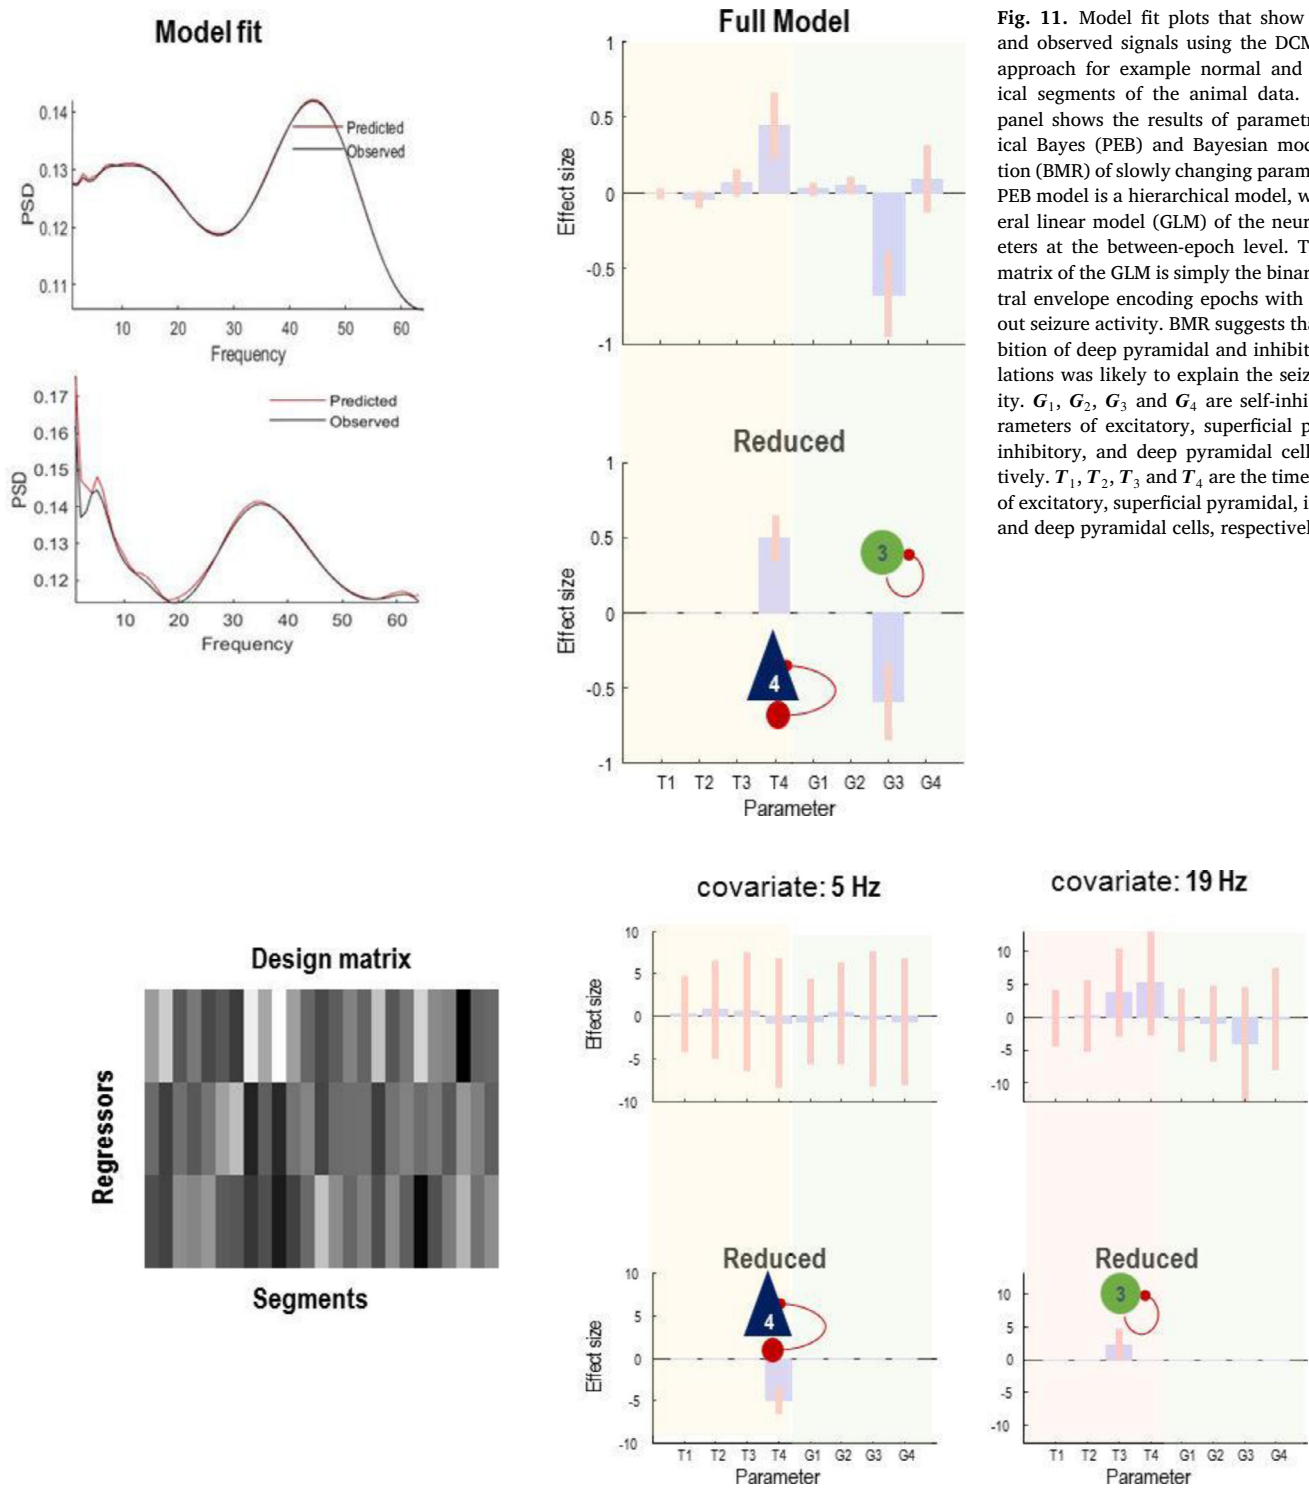 Model fit
0.14
0.13
0.12
0.11
PSD
Predicted
Observed
10 20 30 40 50 60
Frequency
0.17
0.16
0.15
0.14
0.13
0.12
PSD
Predicted
Observed
10 20 30 40 50 60
Frequency
Full Model
1
0.5
0
-0.5
-1
Effect size
Reduced
1
0.5
0
-0.5
-1
Effect size
3
4
T1 T2 T3 T4 G1 G2 G3 G4
Parameter
Fig. 11. Model fit plots that show
and observed signals using the DCM
approach for example normal and
ical segments of the animal data.
panel shows the results of parametr
ical Bayes (PEB) and Bayesian mod
tion (BMR) of slowly changing param
PEB model is a hierarchical model, w
eral linear model (GLM) of the neur
eters at the between-epoch level. T
matrix of the GLM is simply the binar
tral envelope encoding epochs with
out seizure activity. BMR suggests tha
bition of deep pyramidal and inhibit
lations was likely to explain the seiz
ity. G1, G2, G3 and G4 are self-inhi
rameters of excitatory, superficial p
inhibitory, and deep pyramidal cell
tively. T1, T2, T3 and T4 are the time
of excitatory, superficial pyramidal, i
and deep pyramidal cells, respectivel
Design matrix
Regressors
Segments
covariate: 5 Hz
10
5
0
-5
-10
Effect size
Reduced
10
5
0
-5
-10
Effect size
4
T1 T2 T3 T4 G1 G2 G3 G4
Parameter
covariate: 19 Hz
10
5
0
-5
-10
Reduced
10
5
0
-5
-10
3
T1 T2 T3 T4 G1 G2 G3 G4
Parameter